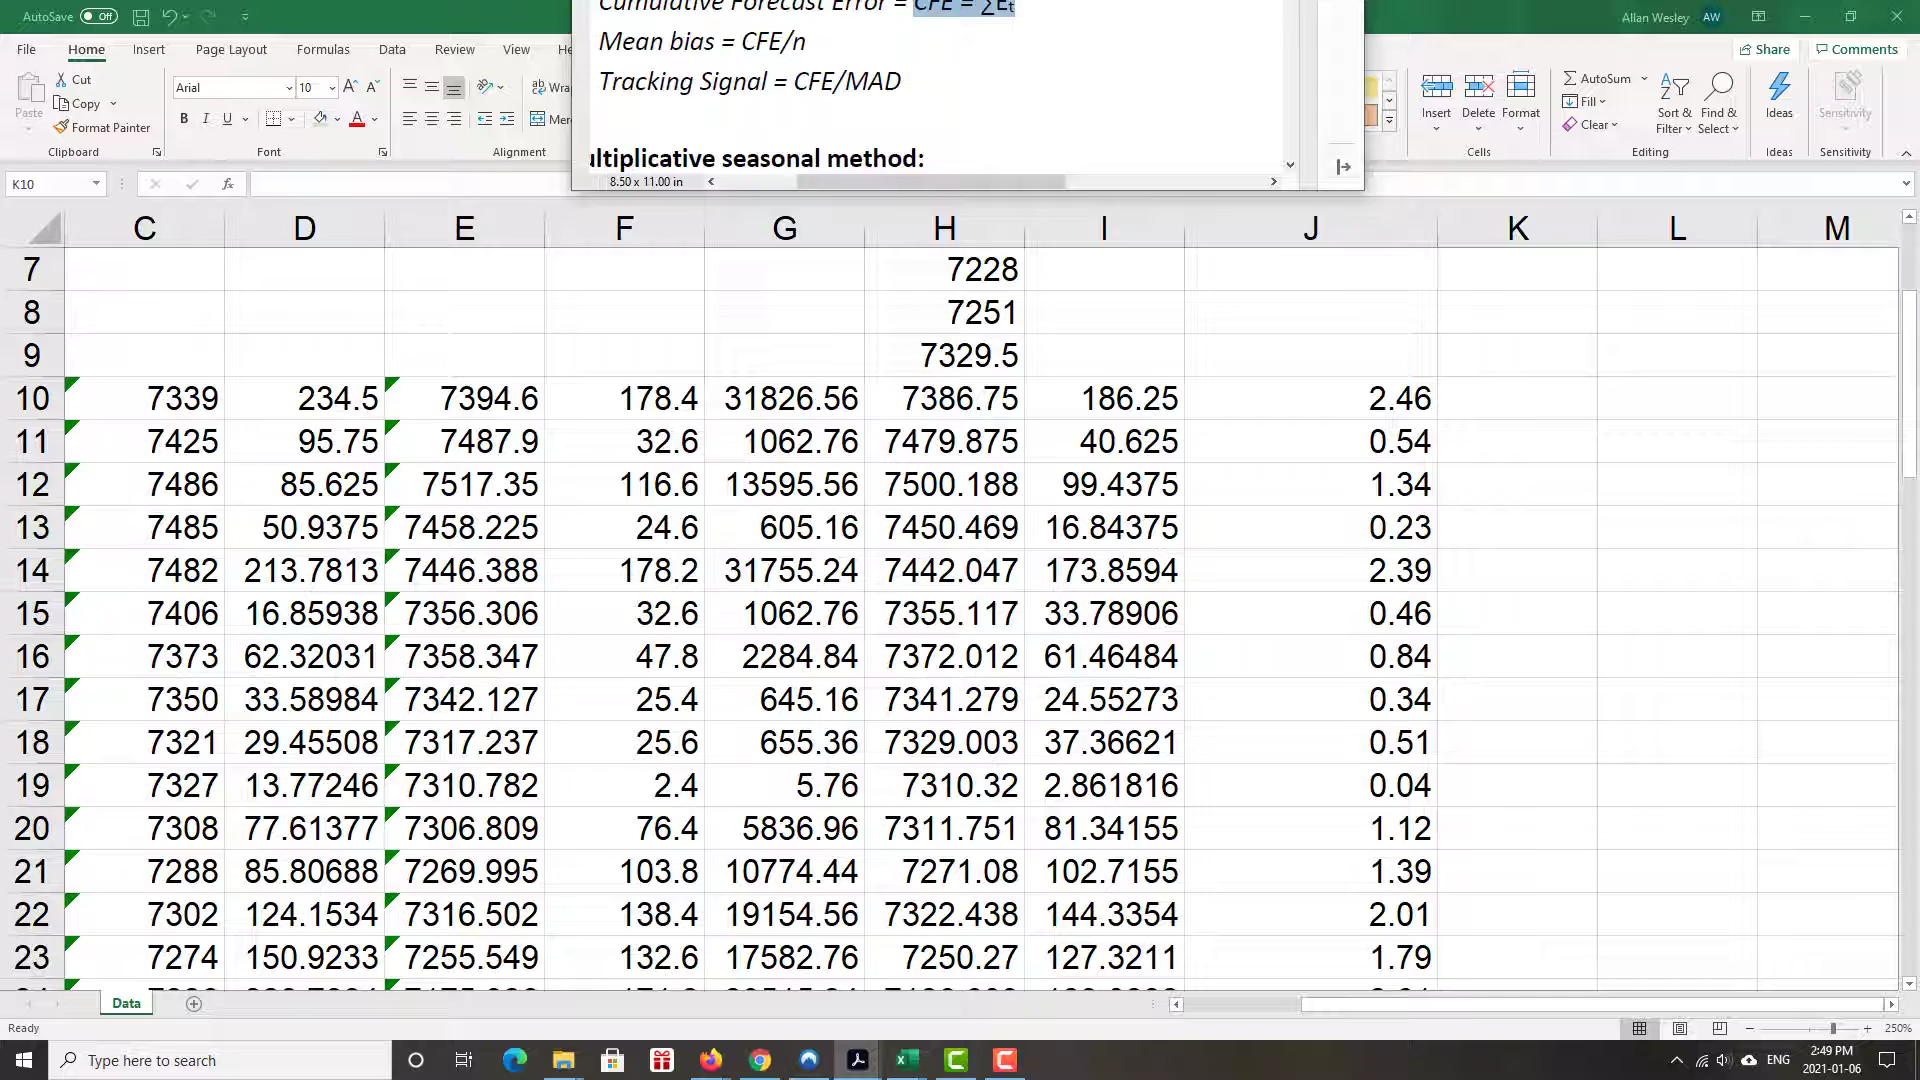 AutoSave Off
Allan Wesley AW
Cumulative Forecast Error = CFE = ∑Eₜ
Mean bias = CFE/n
Tracking Signal = CFE/MAD
ultiplicative seasonal method:
8.50 x 11.00 in
File Home Insert Page Layout Formulas Data Review View He
Share Comments
Paste Cut Copy Format Painter
Clipboard
Arial 10
B I U A
Font
Wra
Mer
Alignment
Insert Delete Format
Cells
AutoSum Fill Clear
Sort & Filter Find & Select
Editing
Ideas
Ideas
Sensitivity
Sensitivity
K10 fx
C D E F G H I J K L M
7 7228
8 7251
9 7329.5
10 7339 234.5 7394.6 178.4 31826.56 7386.75 186.25 2.46
11 7425 95.75 7487.9 32.6 1062.76 7479.875 40.625 0.54
12 7486 85.625 7517.35 116.6 13595.56 7500.188 99.4375 1.34
13 7485 50.9375 7458.225 24.6 605.16 7450.469 16.84375 0.23
14 7482 213.7813 7446.388 178.2 31755.24 7442.047 173.8594 2.39
15 7406 16.85938 7356.306 32.6 1062.76 7355.117 33.78906 0.46
16 7373 62.32031 7358.347 47.8 2284.84 7372.012 61.46484 0.84
17 7350 33.58984 7342.127 25.4 645.16 7341.279 24.55273 0.34
18 7321 29.45508 7317.237 25.6 655.36 7329.003 37.36621 0.51
19 7327 13.77246 7310.782 2.4 5.76 7310.32 2.861816 0.04
20 7308 77.61377 7306.809 76.4 5836.96 7311.751 81.34155 1.12
21 7288 85.80688 7269.995 103.8 10774.44 7271.08 102.7155 1.39
22 7302 124.1534 7316.502 138.4 19154.56 7322.438 144.3354 2.01
23 7274 150.9233 7255.549 132.6 17582.76 7250.27 127.3211 1.79
Data
Ready
250%
Type here to search
ENG
2:49 PM
2021-01-06